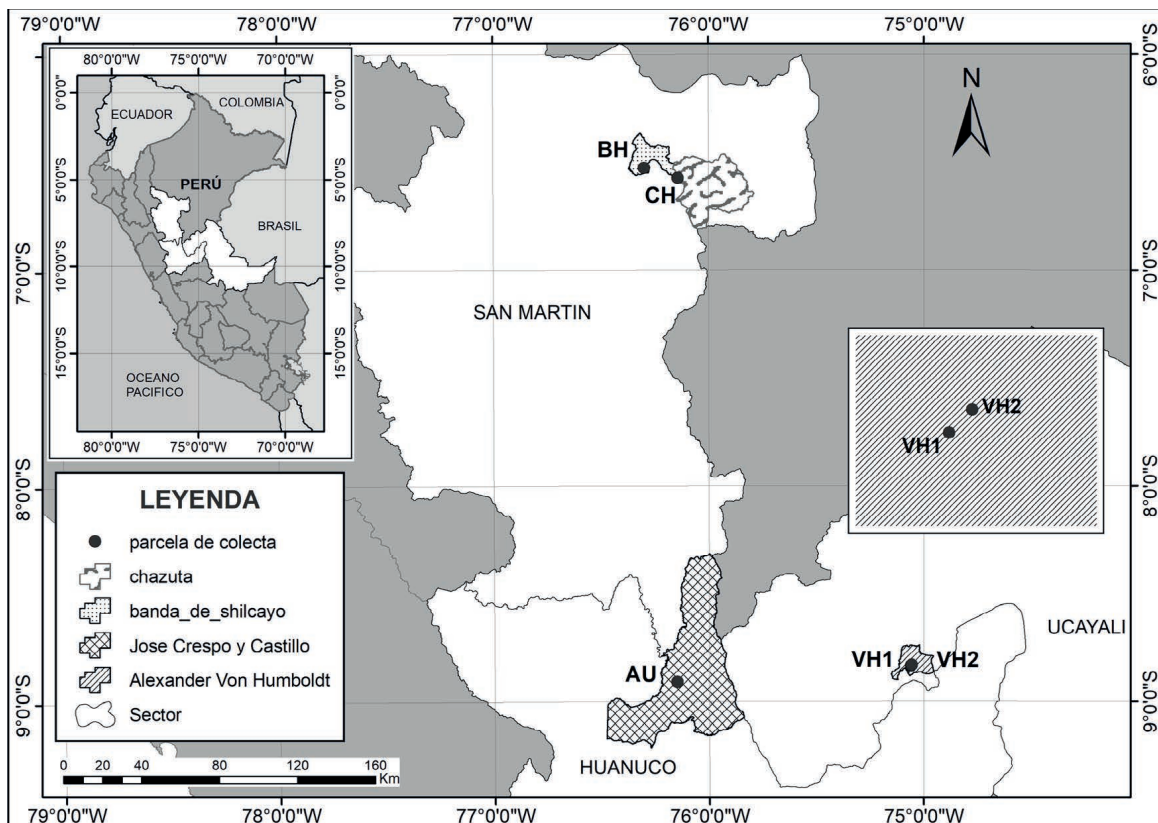 79°0'0"W
78°0'0"W
77°0'0"W
76°0'0"W
75°0'0"W
80°0'0"W
75°0'0"W
70°0'0"W
0°0'0"
5°0'0"S
10°0'0"S
15°0'0"S
0°0'0"
5°0'0"S
10°0'0"S
15°0'0"S
ECUADOR
COLOMBIA
PERÚ
BRASIL
OCEANO
PACIFICO
80°0'0"W
75°0'0"W
70°0'0"W
6°0'0"S
7°0'0"S
8°0'0"S
9°0'0"S
7°0'0"S
8°0'0"S
9°0'0"S
N
BH
CH
SAN MARTIN
VH2
VH1
UCAYALI
VH1
VH2
AU
HUANUCO
LEYENDA
parcela de colecta
chazuta
banda_de_shilcayo
Jose Crespo y Castillo
Alexander Von Humboldt
Sector
0 20 40 80 120 160
Km
79°0'0"W
78°0'0"W
77°0'0"W
76°0'0"W
75°0'0"W